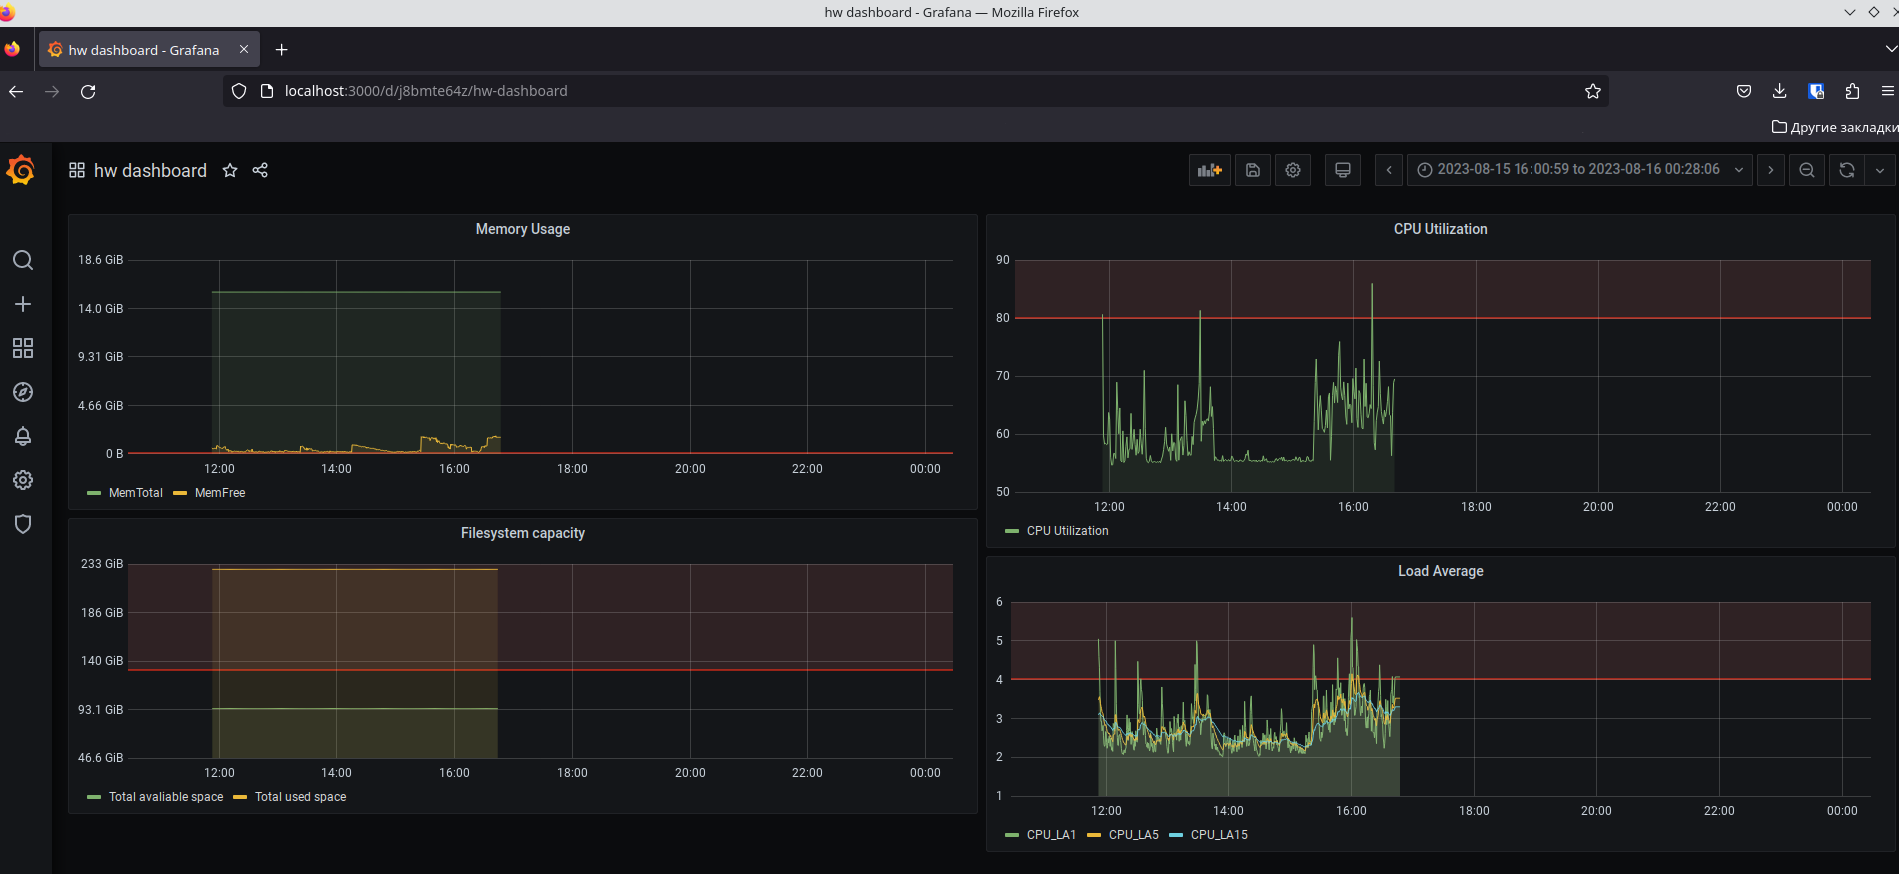 hw dashboard - Grafana — Mozilla Firefox
hw dashboard - Grafana
localhost:3000/d/j8bmte64z/hw-dashboard
Другие закладки
hw dashboard
2023-08-15 16:00:59 to 2023-08-16 00:28:06
Memory Usage
18.6 GiB
14.0 GiB
9.31 GiB
4.66 GiB
0 B
12:00 14:00 16:00 18:00 20:00 22:00 00:00
MemTotal MemFree
CPU Utilization
90
80
70
60
50
12:00 14:00 16:00 18:00 20:00 22:00 00:00
CPU Utilization
Filesystem capacity
233 GiB
186 GiB
140 GiB
93.1 GiB
46.6 GiB
12:00 14:00 16:00 18:00 20:00 22:00 00:00
Total avaliable space Total used space
Load Average
6
5
4
3
2
1
12:00 14:00 16:00 18:00 20:00 22:00 00:00
CPU_LA1 CPU_LA5 CPU_LA15